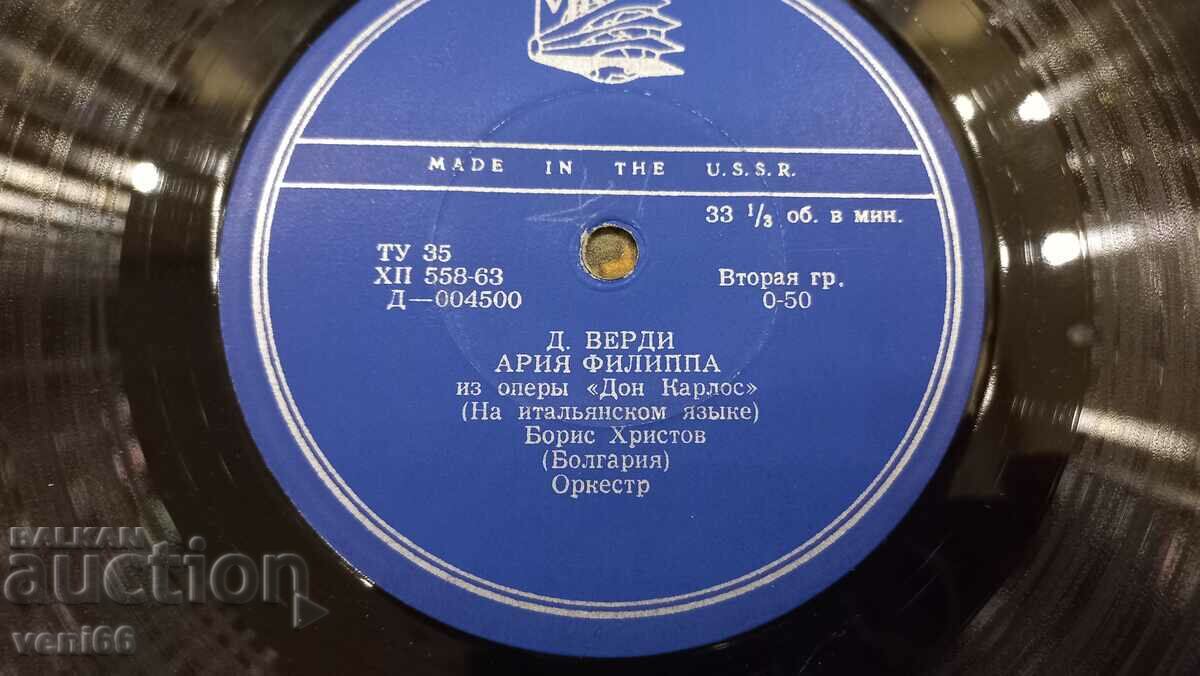 MADE IN THE U.S.S.R.
33 1/3 об. в мин.
ТУ 35
ХП 558-63
Д—004500
Вторая гр.
0-50
Д. ВЕРДИ
АРИЯ ФИЛИППА
из оперы «Дон Карлос»
(На итальянском языке)
Борис Христов
(Болгария)
Оркестр
BALKAN
auction
veni66